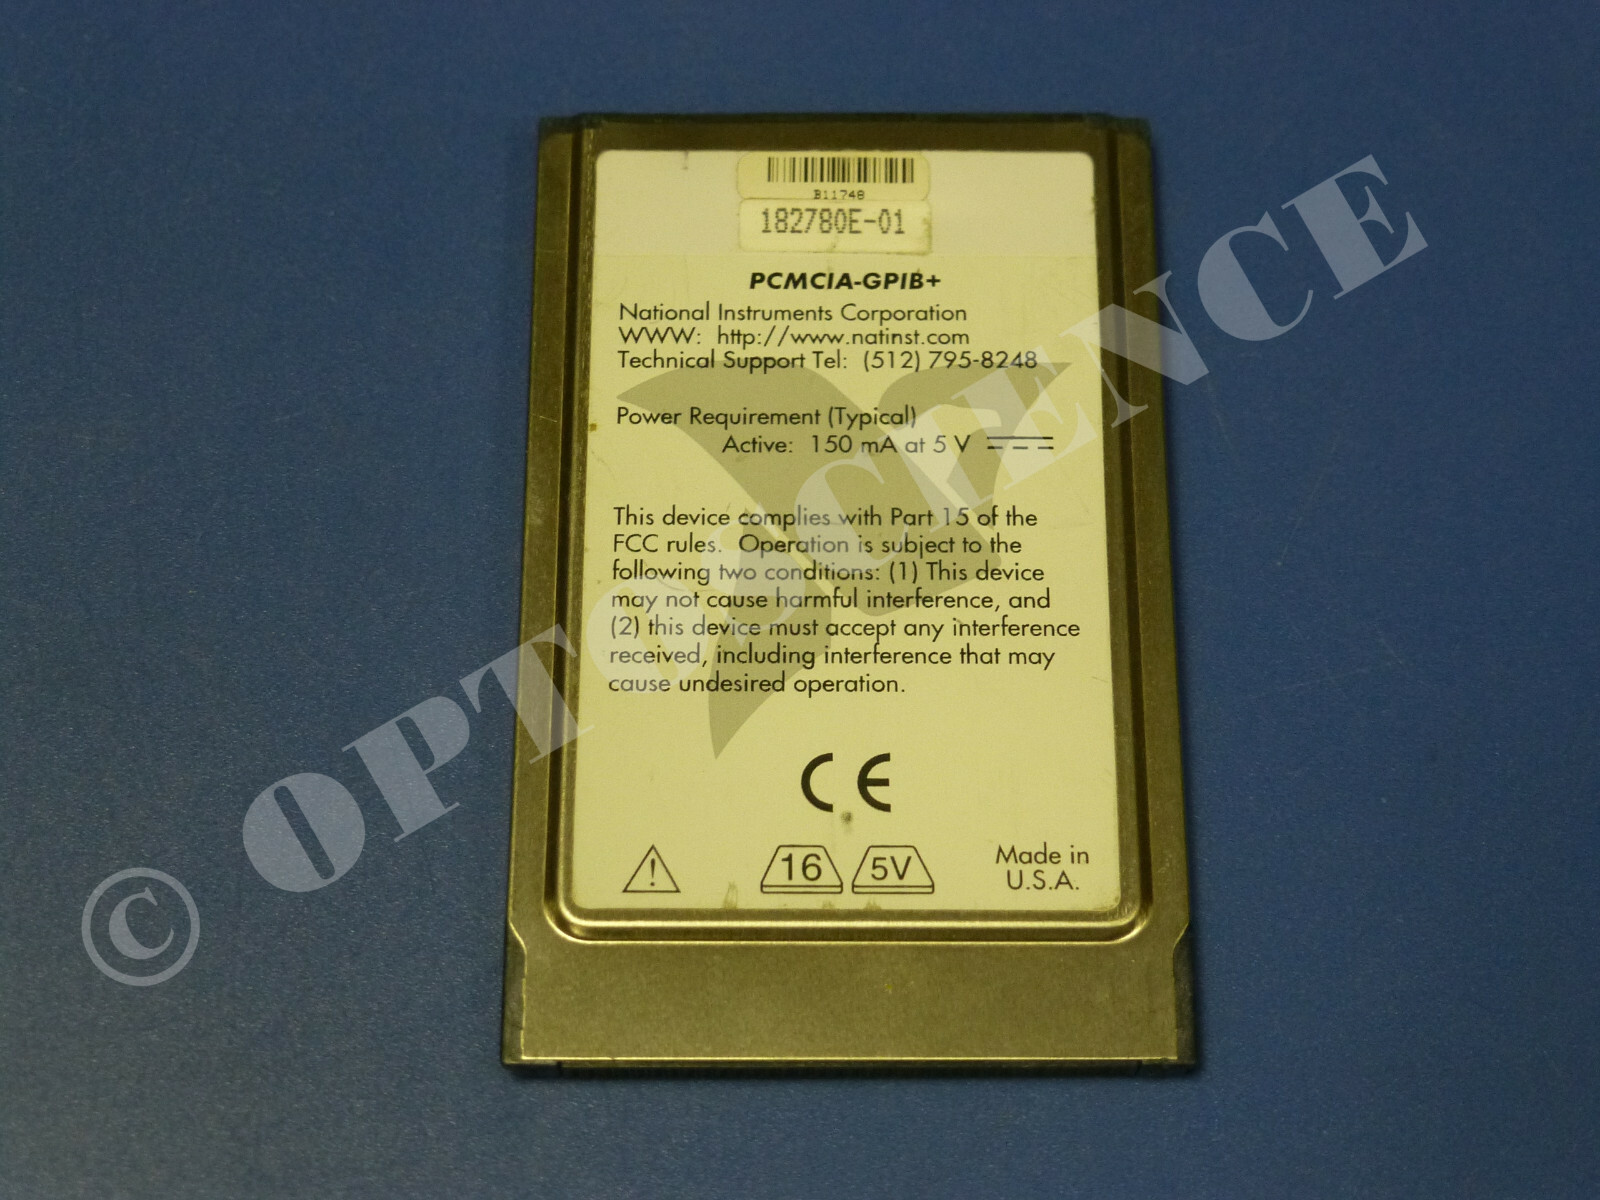 B11748
182780E-01
PCMCIA-GPIB+
National Instruments Corporation
WWW: http://www.natinst.com
Technical Support Tel: (512) 795-8248
Power Requirement (Typical)
Active: 150 mA at 5 V
This device complies with Part 15 of the
FCC rules. Operation is subject to the
following two conditions: (1) This device
may not cause harmful interference, and
(2) this device must accept any interference
received, including interference that may
cause undesired operation.
CE
16 5V
Made in
U.S.A.
© OPTOSCIENCE